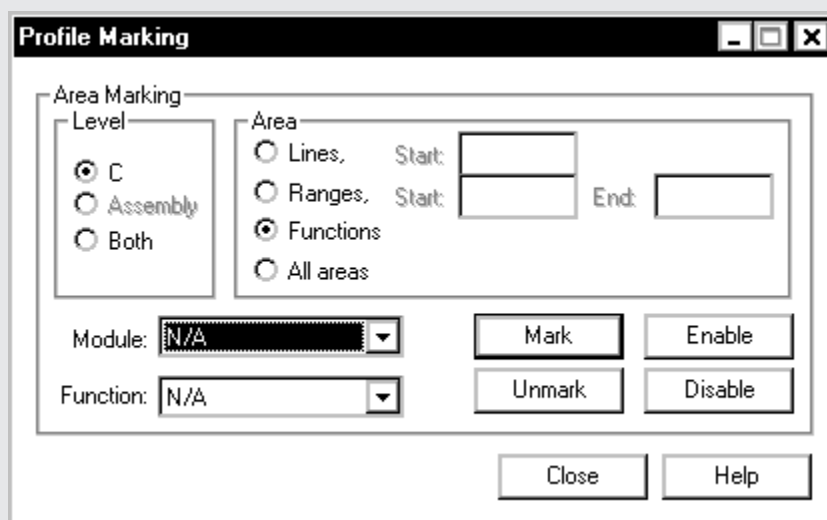 Profile Marking
Area Marking
Level
Area
C
Assembly
Both
Lines, Start:
Ranges, Start: End:
Functions
All areas
Module: N/A
Function: N/A
Mark Enable
Unmark Disable
Close Help